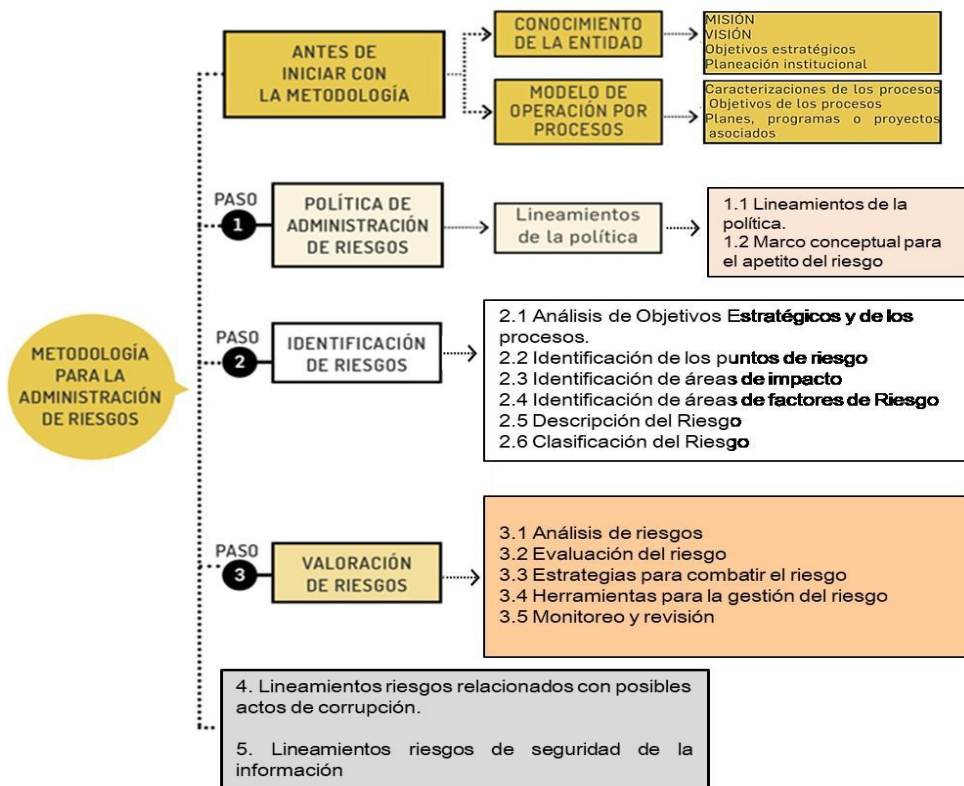 METODOLOGÍA
PARA LA
ADMINISTRACIÓN
DE RIESGOS
ANTES DE
INICIAR CON
LA METODOLOGÍA
CONOCIMIENTO
DE LA ENTIDAD
MISIÓN
VISIÓN
Objetivos estratégicos
Planeación institucional
MODELO DE
OPERACIÓN POR
PROCESOS
Caracterizaciones de los procesos
Objetivos de los procesos
Planes, programas o proyectos
asociados
PASO
1
POLÍTICA DE
ADMINISTRACIÓN
DE RIESGOS
Lineamientos
de la política
1.1 Lineamientos de la
política.
1.2 Marco conceptual para
el apetito del riesgo
PASO
2
IDENTIFICACIÓN
DE RIESGOS
2.1 Análisis de Objetivos Estratégicos y de los
procesos.
2.2 Identificación de los puntos de riesgo
2.3 Identificación de áreas de impacto
2.4 Identificación de áreas de factores de Riesgo
2.5 Descripción del Riesgo
2.6 Clasificación del Riesgo
PASO
3
VALORACIÓN
DE RIESGOS
3.1 Análisis de riesgos
3.2 Evaluación del riesgo
3.3 Estrategias para combatir el riesgo
3.4 Herramientas para la gestión del riesgo
3.5 Monitoreo y revisión
4. Lineamientos riesgos relacionados con posibles
actos de corrupción.
5. Lineamientos riesgos de seguridad de la
información